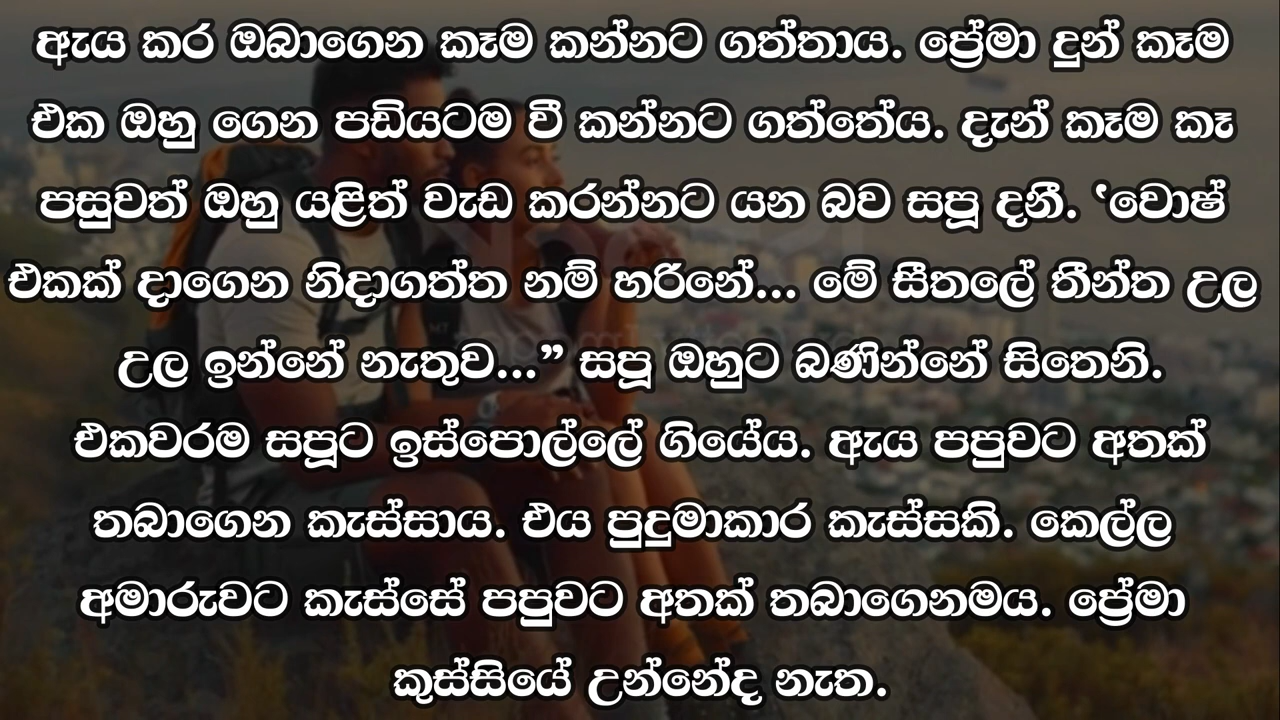 ඇය කර ඔබාගෙන කෑම කන්නට ගත්තාය. ප්‍රේමා දුන් කෑම
එක ඔහු ගෙන පඩියටම වී කන්නට ගත්තේය. දැන් කෑම කෑ
පසුවත් ඔහු යළිත් වැඩ කරන්නට යන බව සපූ දනී. ‘වොෂ්
එකක් දාගෙන නිදාගත්ත නම් හරිනේ... මේ සීතලේ තීන්ත උල
උල ඉන්නේ නැතුව...” සපූ ඔහුට බණින්නේ සිතෙනි.
එකවරම සපූට ඉස්පොල්ලේ ගියේය. ඇය පපුවට අතක්
තබාගෙන කැස්සාය. එය පුදුමාකාර කැස්සකි. කෙල්ල
අමාරුවට කැස්සේ පපුවට අතක් තබාගෙනමය. ප්‍රේමා
කුස්සියේ උන්නේද නැත.